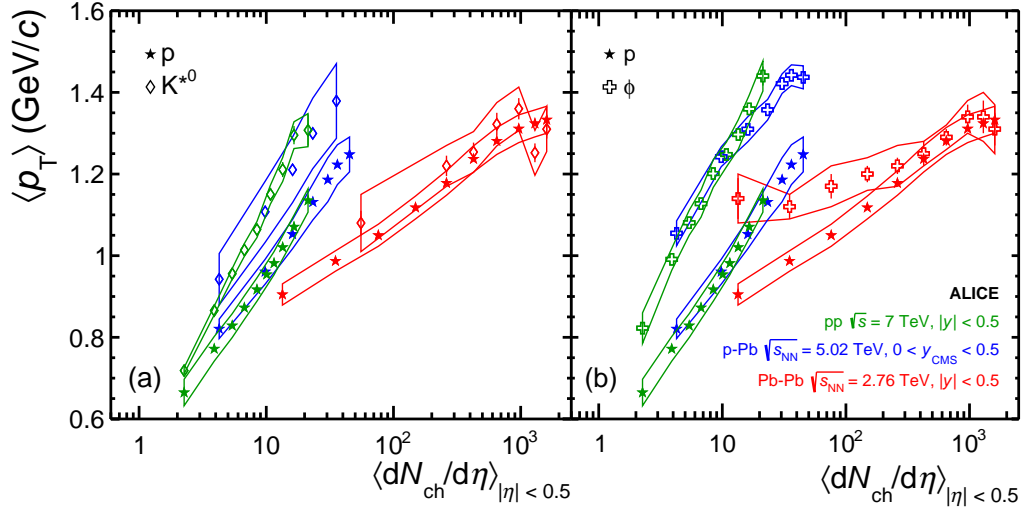 ⟨p_T⟩ (GeV/c)
1.6
1.4
1.2
1
0.8
0.6
p
K*⁰
(a)
1
10
10²
10³
⟨dN_ch/dη⟩_|η| < 0.5
p
ϕ
ALICE
pp √s = 7 TeV, |y| < 0.5
p-Pb √s_NN = 5.02 TeV, 0 < y_CMS < 0.5
Pb-Pb √s_NN = 2.76 TeV, |y| < 0.5
(b)
1
10
10²
10³
⟨dN_ch/dη⟩_|η| < 0.5